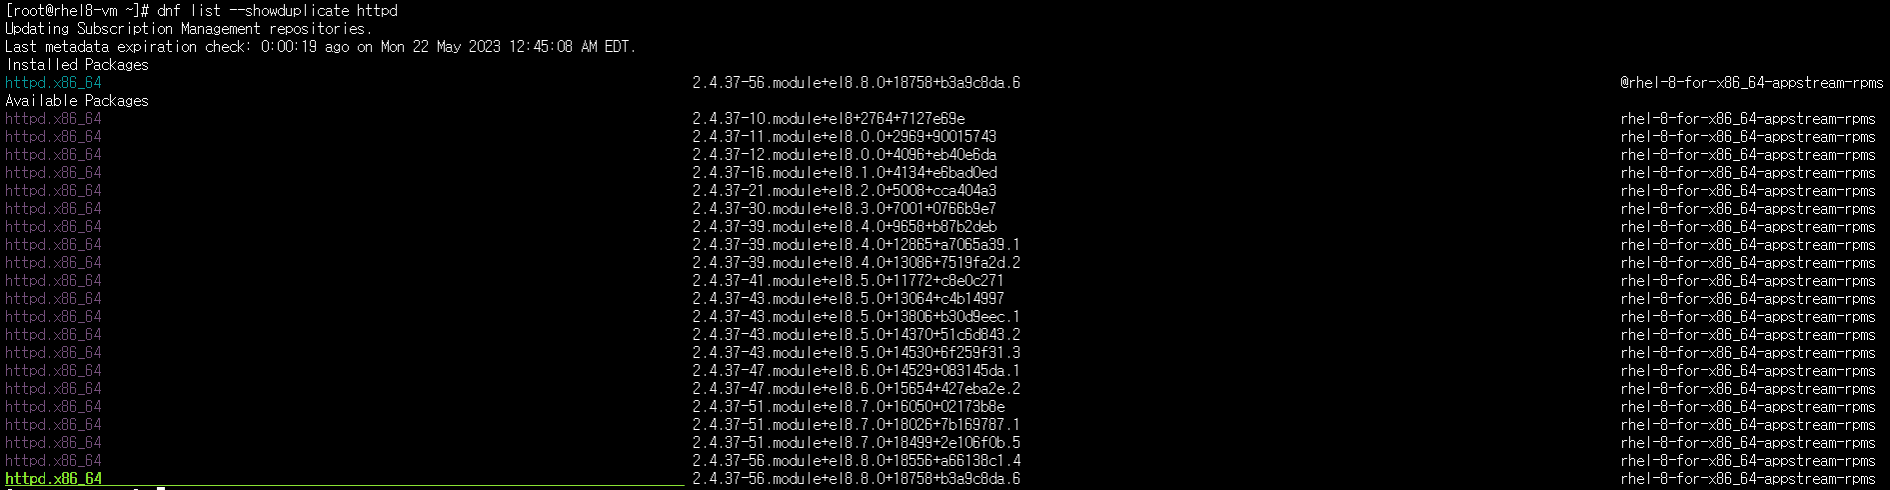 [root@rhel8-vm ~]# dnf list --showduplicate httpd
Updating Subscription Management repositories.
Last metadata expiration check: 0:00:19 ago on Mon 22 May 2023 12:45:08 AM EDT.
Installed Packages
httpd.x86_64 2.4.37-56.module+el8.8.0+18758+b3a9c8da.6 @rhel-8-for-x86_64-appstream-rpms
Available Packages
httpd.x86_64 2.4.37-10.module+el8+2764+7127e69e rhel-8-for-x86_64-appstream-rpms
httpd.x86_64 2.4.37-11.module+el8.0.0+2969+90015743 rhel-8-for-x86_64-appstream-rpms
httpd.x86_64 2.4.37-12.module+el8.0.0+4096+eb40e6da rhel-8-for-x86_64-appstream-rpms
httpd.x86_64 2.4.37-16.module+el8.1.0+4134+e6bad0ed rhel-8-for-x86_64-appstream-rpms
httpd.x86_64 2.4.37-21.module+el8.2.0+5008+cca404a3 rhel-8-for-x86_64-appstream-rpms
httpd.x86_64 2.4.37-30.module+el8.3.0+7001+0766b9e7 rhel-8-for-x86_64-appstream-rpms
httpd.x86_64 2.4.37-39.module+el8.4.0+9658+b87b2deb rhel-8-for-x86_64-appstream-rpms
httpd.x86_64 2.4.37-39.module+el8.4.0+12865+a7065a39.1 rhel-8-for-x86_64-appstream-rpms
httpd.x86_64 2.4.37-39.module+el8.4.0+13086+7519fa2d.2 rhel-8-for-x86_64-appstream-rpms
httpd.x86_64 2.4.37-41.module+el8.5.0+11772+c8e0c271 rhel-8-for-x86_64-appstream-rpms
httpd.x86_64 2.4.37-43.module+el8.5.0+13064+c4b14997 rhel-8-for-x86_64-appstream-rpms
httpd.x86_64 2.4.37-43.module+el8.5.0+13806+b30d9eec.1 rhel-8-for-x86_64-appstream-rpms
httpd.x86_64 2.4.37-43.module+el8.5.0+14370+51c6d843.2 rhel-8-for-x86_64-appstream-rpms
httpd.x86_64 2.4.37-43.module+el8.5.0+14530+6f259f31.3 rhel-8-for-x86_64-appstream-rpms
httpd.x86_64 2.4.37-47.module+el8.6.0+14529+083145da.1 rhel-8-for-x86_64-appstream-rpms
httpd.x86_64 2.4.37-47.module+el8.6.0+15654+427eba2e.2 rhel-8-for-x86_64-appstream-rpms
httpd.x86_64 2.4.37-51.module+el8.7.0+16050+02173b8e rhel-8-for-x86_64-appstream-rpms
httpd.x86_64 2.4.37-51.module+el8.7.0+18026+7b169787.1 rhel-8-for-x86_64-appstream-rpms
httpd.x86_64 2.4.37-51.module+el8.7.0+18499+2e106f0b.5 rhel-8-for-x86_64-appstream-rpms
httpd.x86_64 2.4.37-56.module+el8.8.0+18556+a66138c1.4 rhel-8-for-x86_64-appstream-rpms
httpd.x86_64 2.4.37-56.module+el8.8.0+18758+b3a9c8da.6 rhel-8-for-x86_64-appstream-rpms